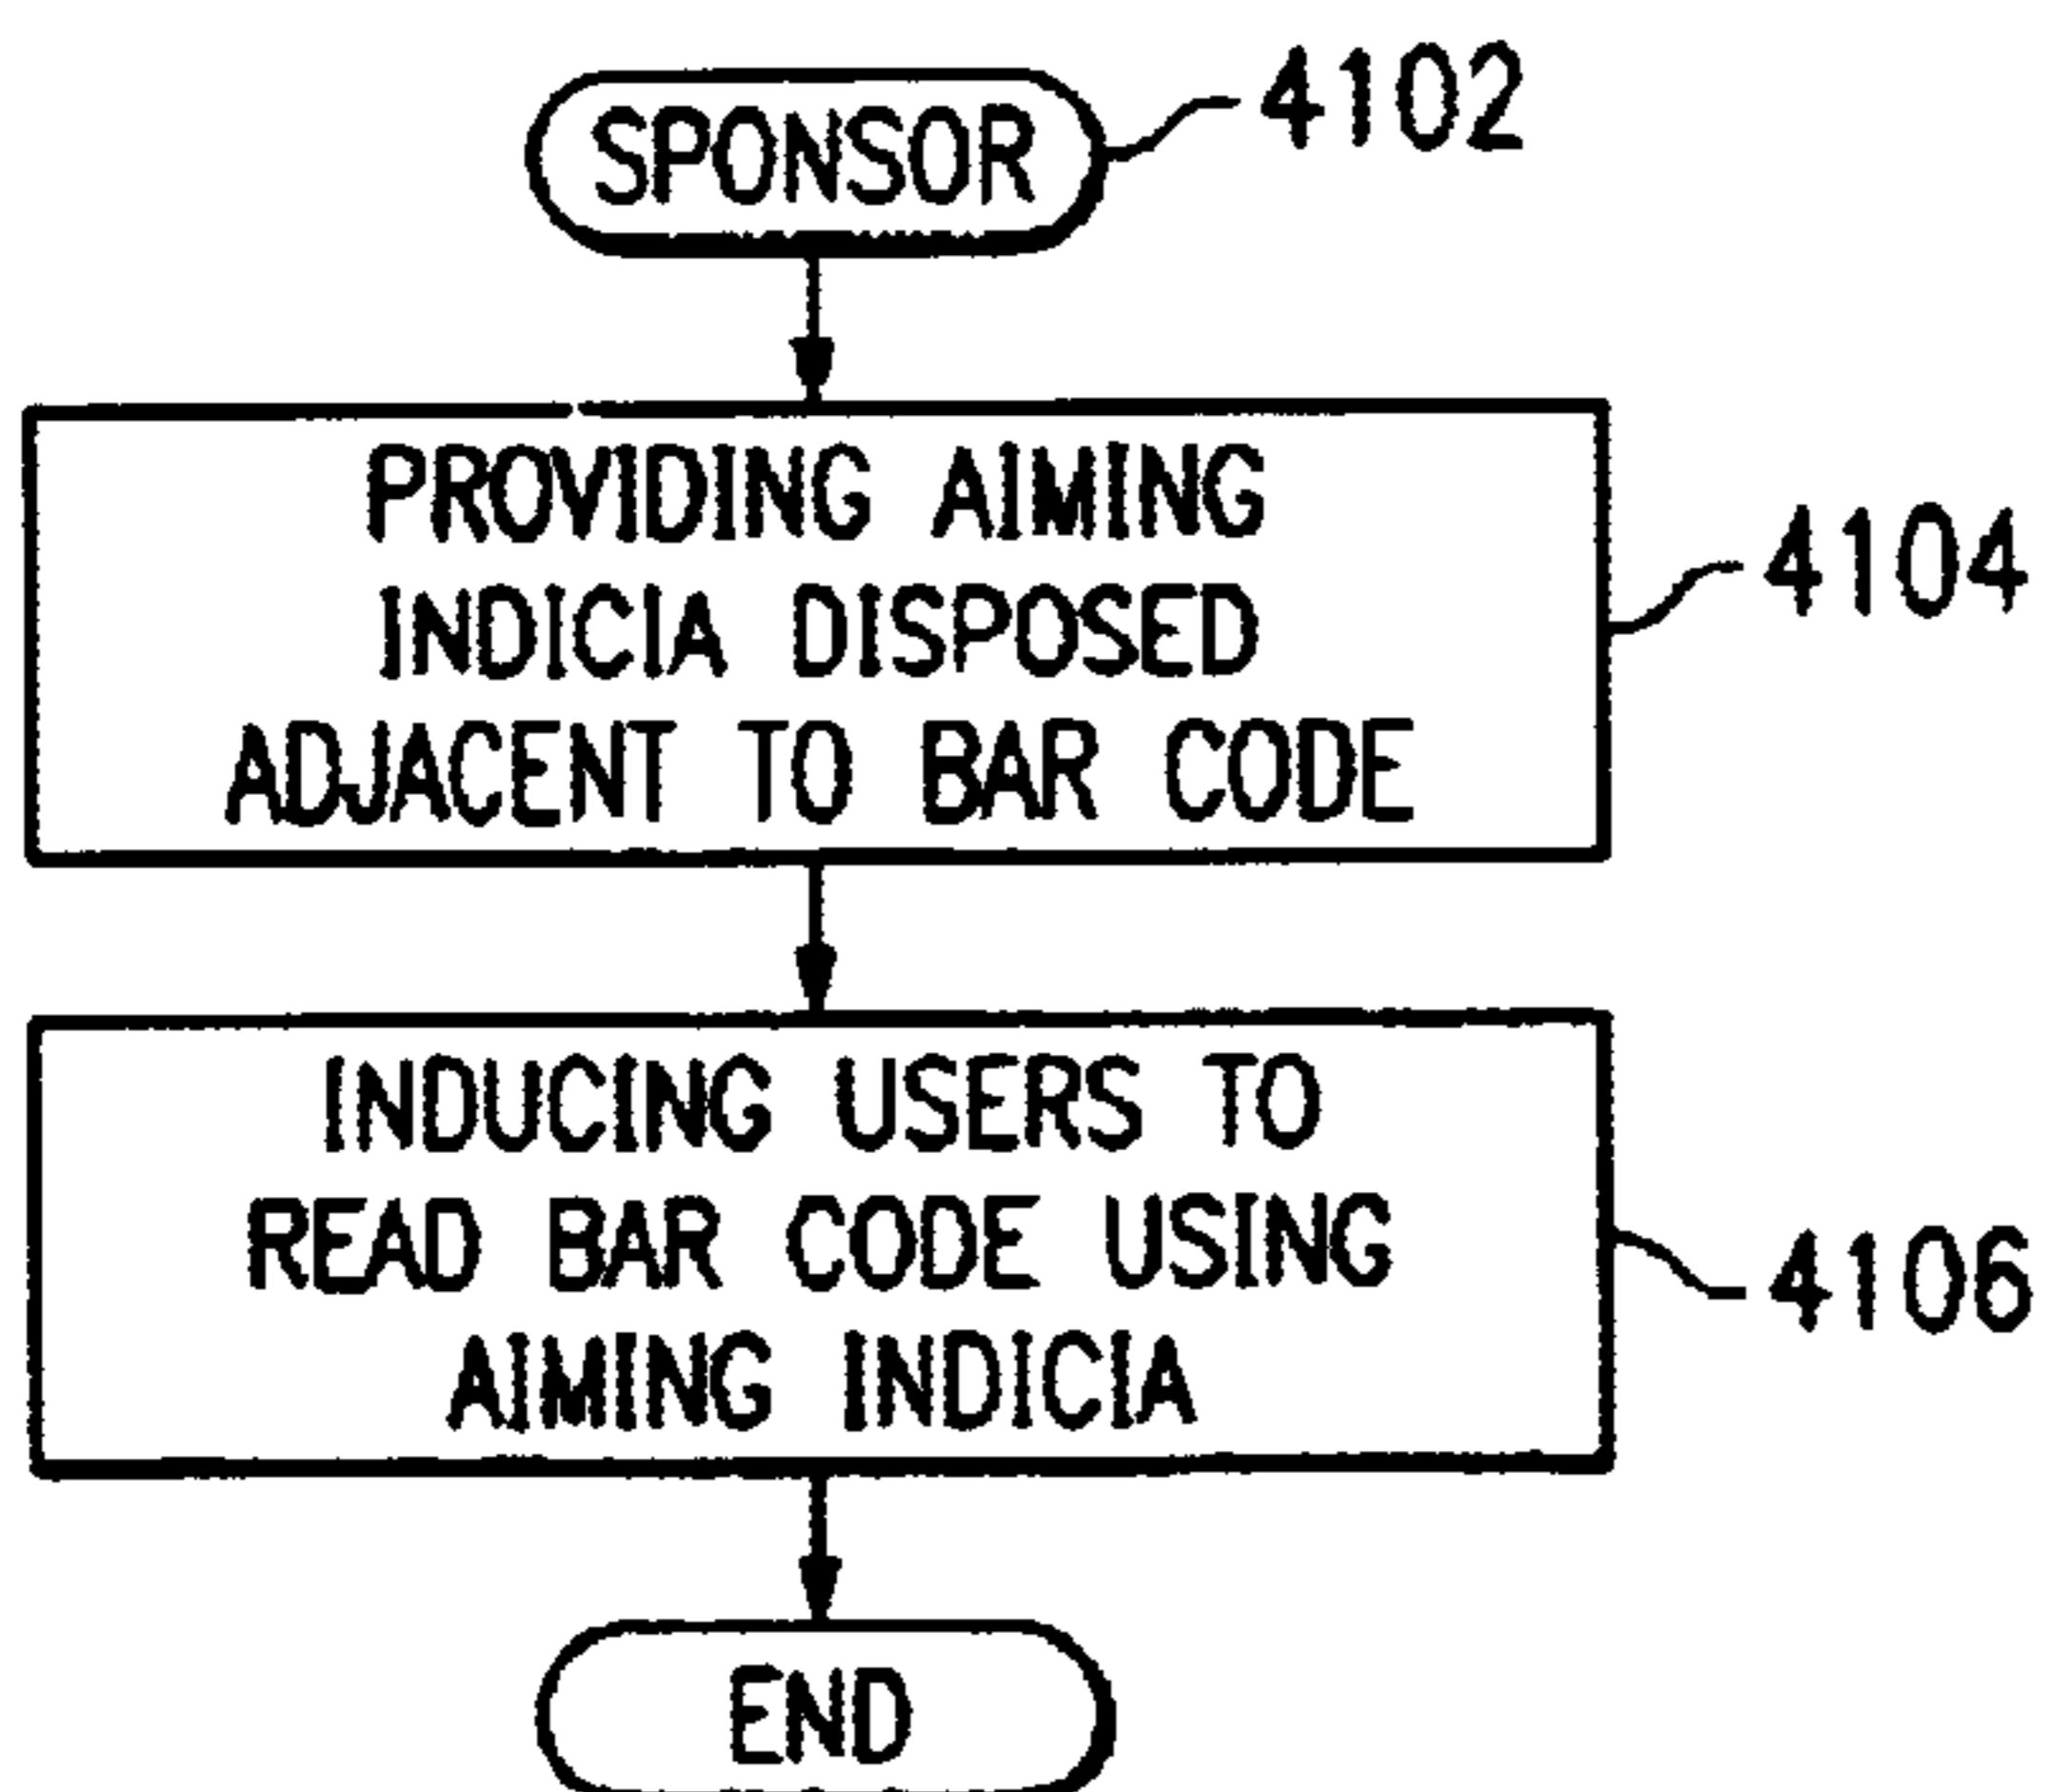 SPONSOR
4102
PROVIDING AIMING
INDICIA DISPOSED
ADJACENT TO BAR CODE
4104
INDUCING USERS TO
READ BAR CODE USING
AIMING INDICIA
4106
END